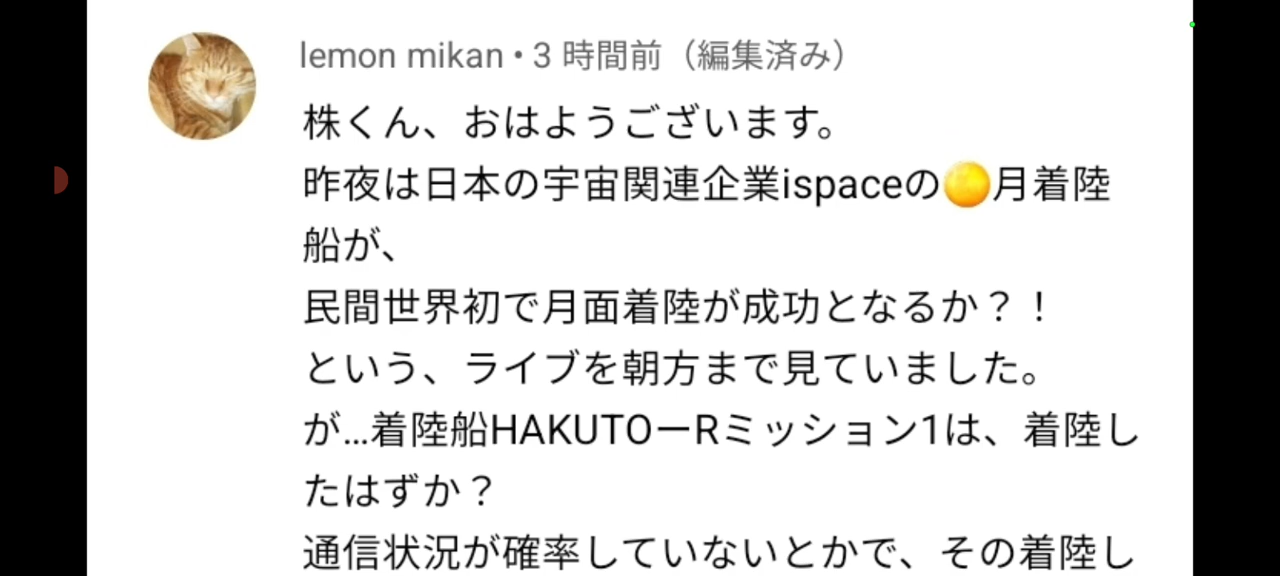 lemon mikan • 3 時間前（編集済み）
株くん、おはようございます。
昨夜は日本の宇宙関連企業ispaceの🟡月着陸
船が、
民間世界初で月面着陸が成功となるか？！
という、ライブを朝方まで見ていました。
が…着陸船HAKUTOーRミッション1は、着陸し
たはずか？
通信状況が確率していないとかで、その着陸し